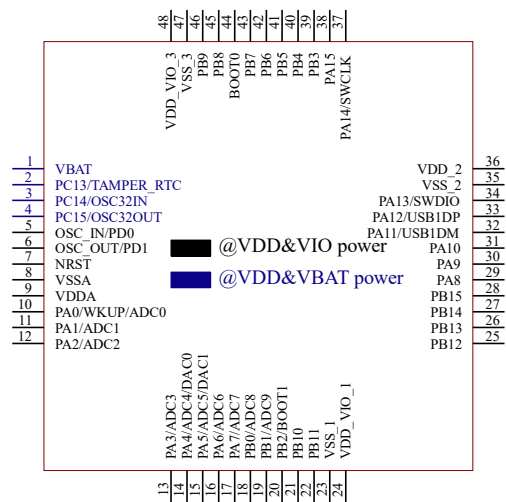 48
47
46
45
44
43
42
41
40
39
38
37
VDD_VIO_3
VSS_3
PB9
PB8
BOOT0
PB7
PB6
PB5
PB4
PB3
PA15
PA14/SWCLK
1 VBAT
2 PC13/TAMPER_RTC
3 PC14/OSC32IN
4 PC15/OSC32OUT
5 OSC_IN/PD0
6 OSC_OUT/PD1
7 NRST
8 VSSA
9 VDDA
10 PA0/WKUP/ADC0
11 PA1/ADC1
12 PA2/ADC2
@VDD&VIO power
@VDD&VBAT power
VDD_2 36
VSS_2 35
PA13/SWDIO 34
PA12/USB1DP 33
PA11/USB1DM 32
PA10 31
PA9 30
PA8 29
PB15 28
PB14 27
PB13 26
PB12 25
PA3/ADC3
PA4/ADC4/DAC0
PA5/ADC5/DAC1
PA6/ADC6
PA7/ADC7
PB0/ADC8
PB1/ADC9
PB2/BOOT1
PB10
PB11
VSS_1
VDD_VIO_1
13
14
15
16
17
18
19
20
21
22
23
24